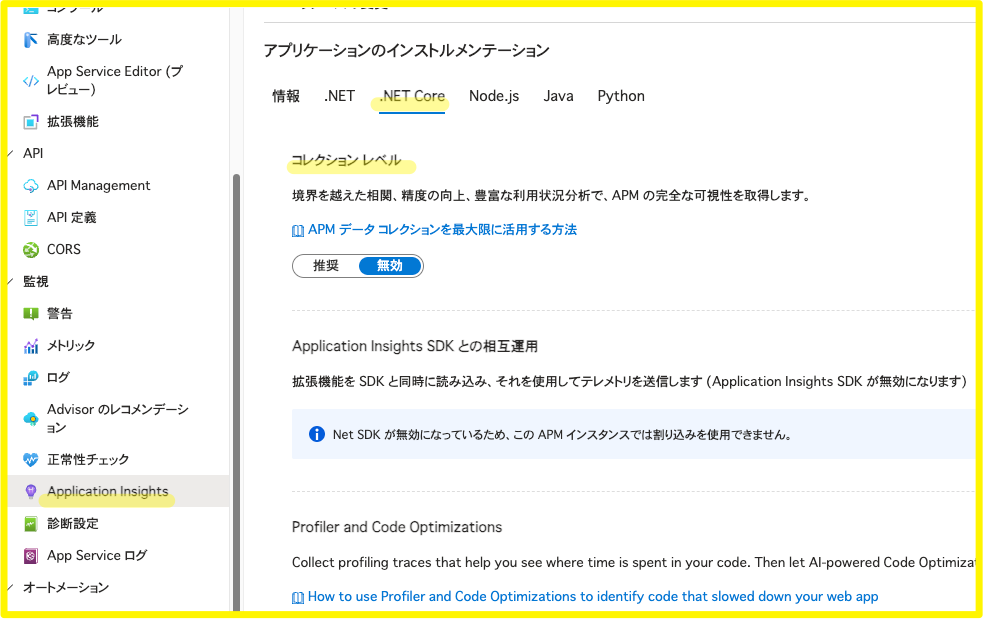 コンソール
高度なツール
App Service Editor (プ
レビュー)
拡張機能
API
API Management
API 定義
CORS
監視
警告
メトリック
ログ
Advisor のレコメンデーシ
ョン
正常性チェック
Application Insights
診断設定
App Service ログ
オートメーション
アプリケーションのインストルメンテーション
情報 .NET .NET Core Node.js Java Python
コレクション レベル
境界を越えた相関、精度の向上、豊富な利用状況分析で、APM の完全な可視性を取得します。
APM データ コレクションを最大限に活用する方法
推奨 無効
Application Insights SDK との相互運用
拡張機能を SDK と同時に読み込み、それを使用してテレメトリを送信します (Application Insights SDK が無効になります)
Net SDK が無効になっているため、この APM インスタンスでは割り込みを使用できません。
Profiler and Code Optimizations
Collect profiling traces that help you see where time is spent in your code. Then let AI-powered Code Optimiza
How to use Profiler and Code Optimizations to identify code that slowed down your web app